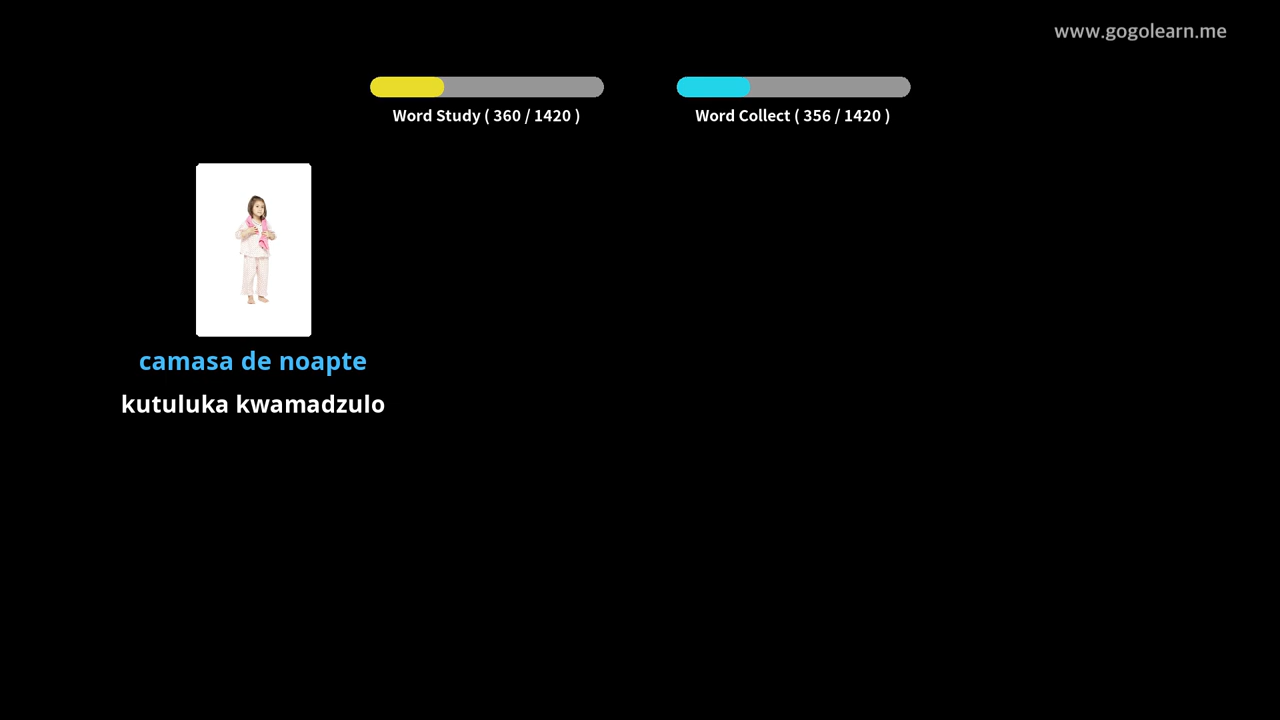 www.gogolearn.me
Word Study ( 360 / 1420 )
Word Collect ( 356 / 1420 )
camasa de noapte
kutuluka kwamadzulo